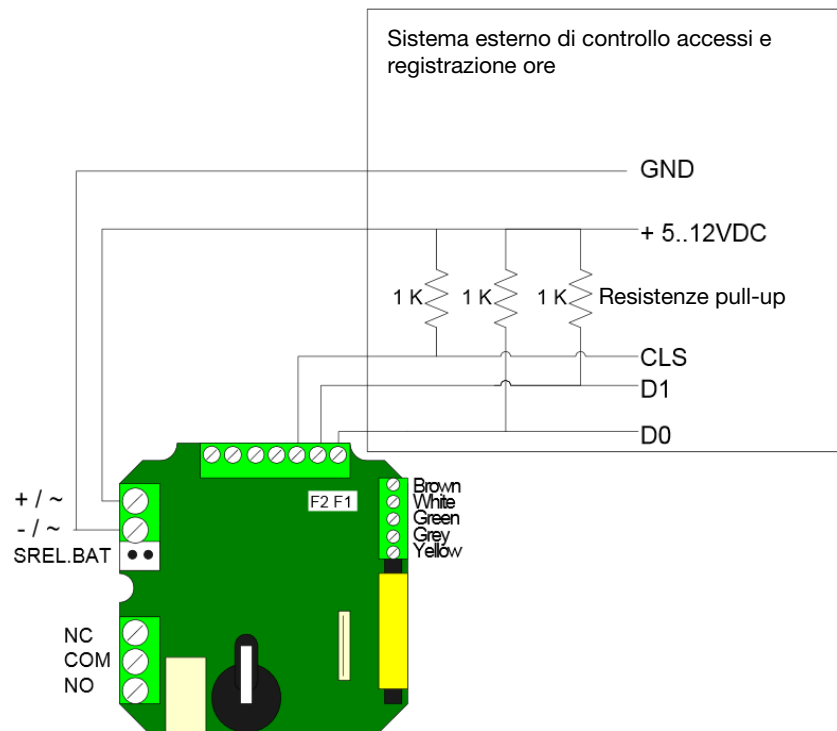 Sistema esterno di controllo accessi e
registrazione ore
GND
+ 5..12VDC
1 K
1 K
1 K
Resistenze pull-up
CLS
D1
D0
F2 F1
Brown
White
Green
Grey
Yellow
+ / ~
- / ~
SREL.BAT
NC
COM
NO